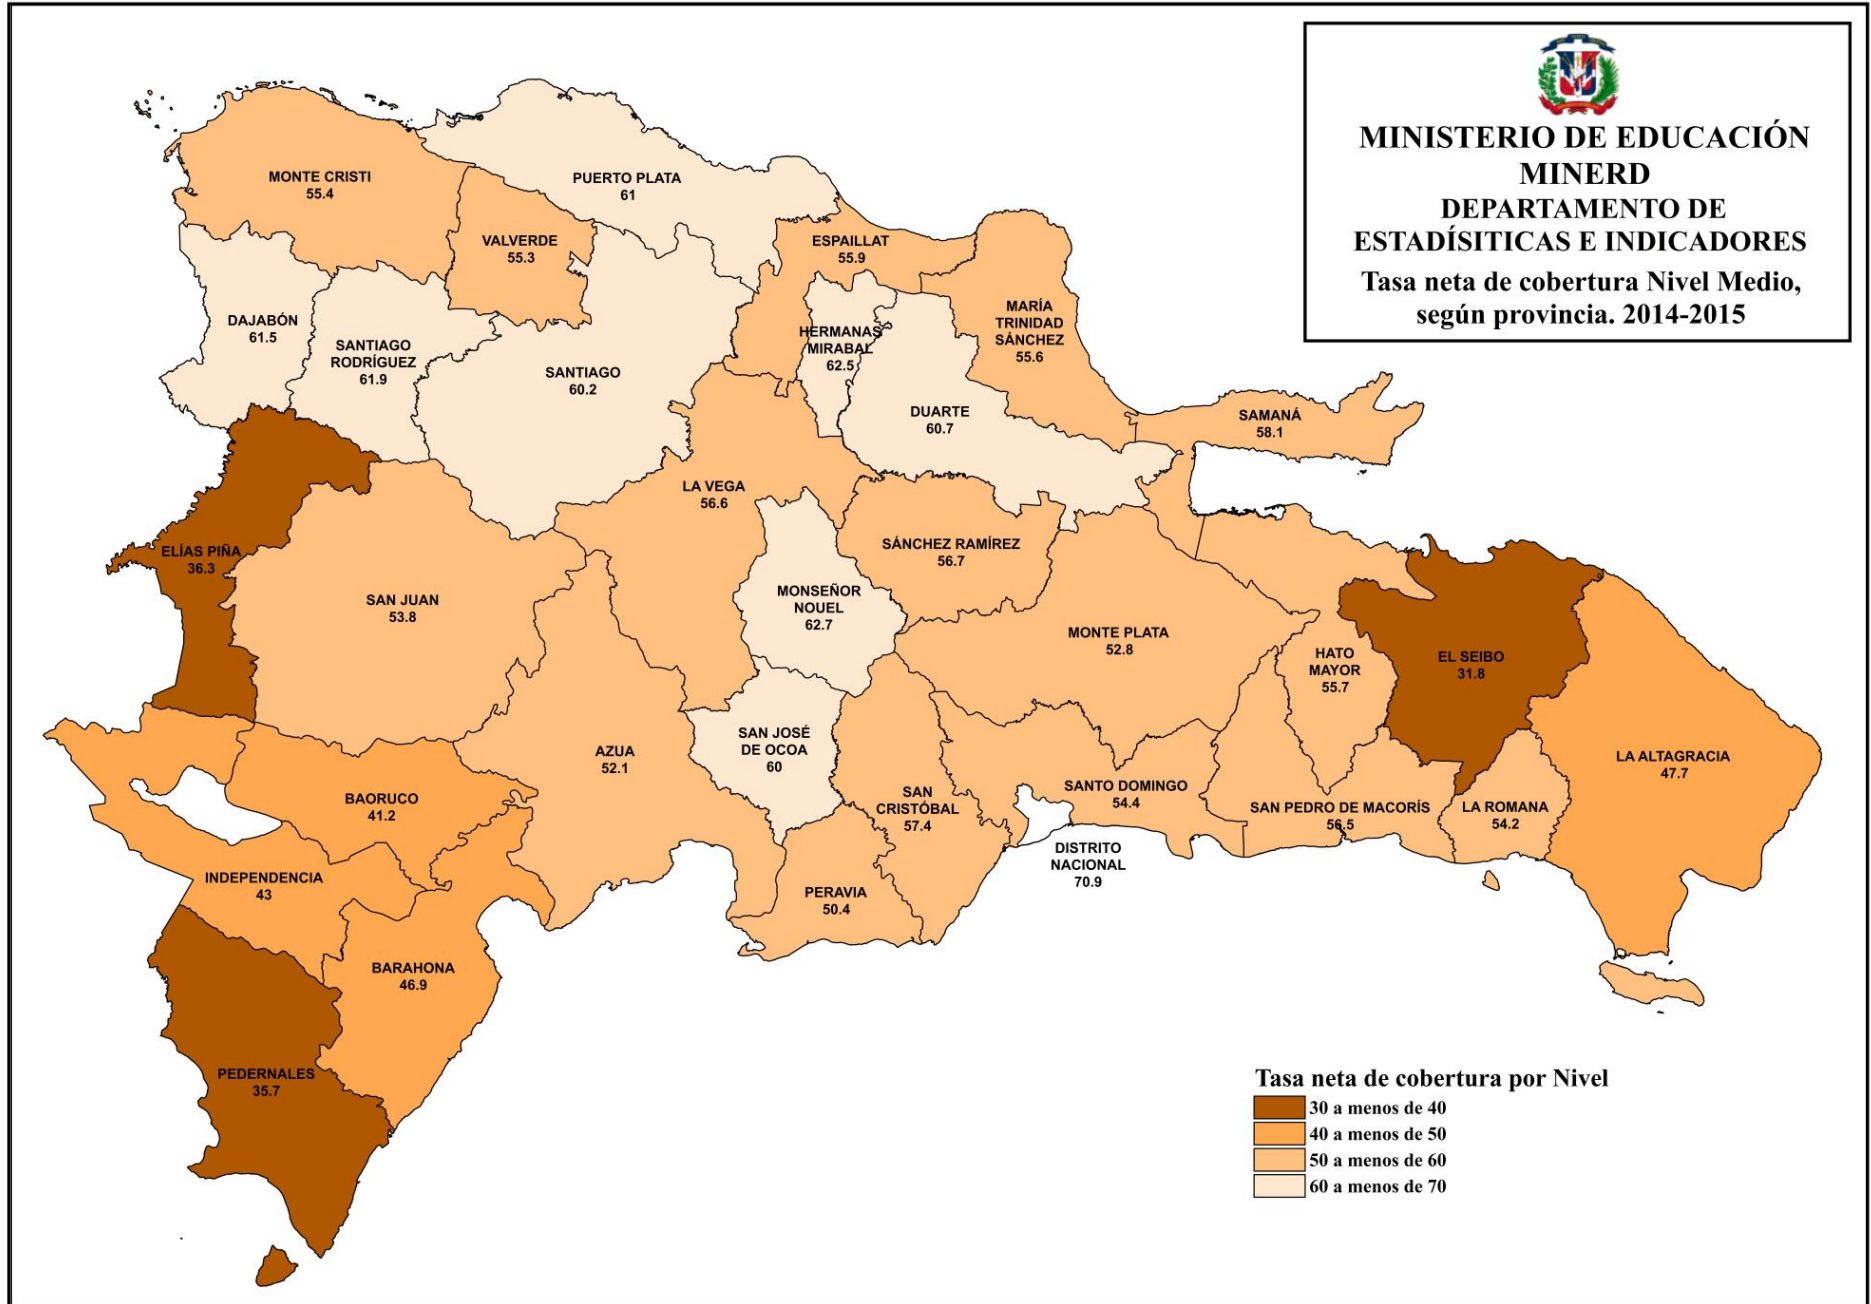 MINISTERIO DE EDUCACIÓN
MINERD
DEPARTAMENTO DE
ESTADÍSITICAS E INDICADORES
Tasa neta de cobertura Nivel Medio,
según provincia. 2014-2015
MONTE CRISTI
55.4
PUERTO PLATA
61
VALVERDE
55.3
ESPAILLAT
55.9
DAJABÓN
61.5
SANTIAGO
RODRÍGUEZ
61.9
SANTIAGO
60.2
HERMANAS
MIRABAL
62.5
MARÍA
TRINIDAD
SÁNCHEZ
55.6
DUARTE
60.7
SAMANÁ
58.1
LA VEGA
56.6
ELÍAS PIÑA
36.3
SAN JUAN
53.8
SÁNCHEZ RAMÍREZ
56.7
MONSEÑOR
NOUEL
62.7
MONTE PLATA
52.8
HATO
MAYOR
55.7
EL SEIBO
31.8
LA ALTAGRACIA
47.7
AZUA
52.1
SAN JOSÉ
DE OCOA
60
BAORUCO
41.2
SAN
CRISTÓBAL
57.4
SANTO DOMINGO
54.4
SAN PEDRO DE MACORÍS
56.5
LA ROMANA
54.2
DISTRITO
NACIONAL
70.9
INDEPENDENCIA
43
PERAVIA
50.4
BARAHONA
46.9
PEDERNALES
35.7
Tasa neta de cobertura por Nivel
30 a menos de 40
40 a menos de 50
50 a menos de 60
60 a menos de 70